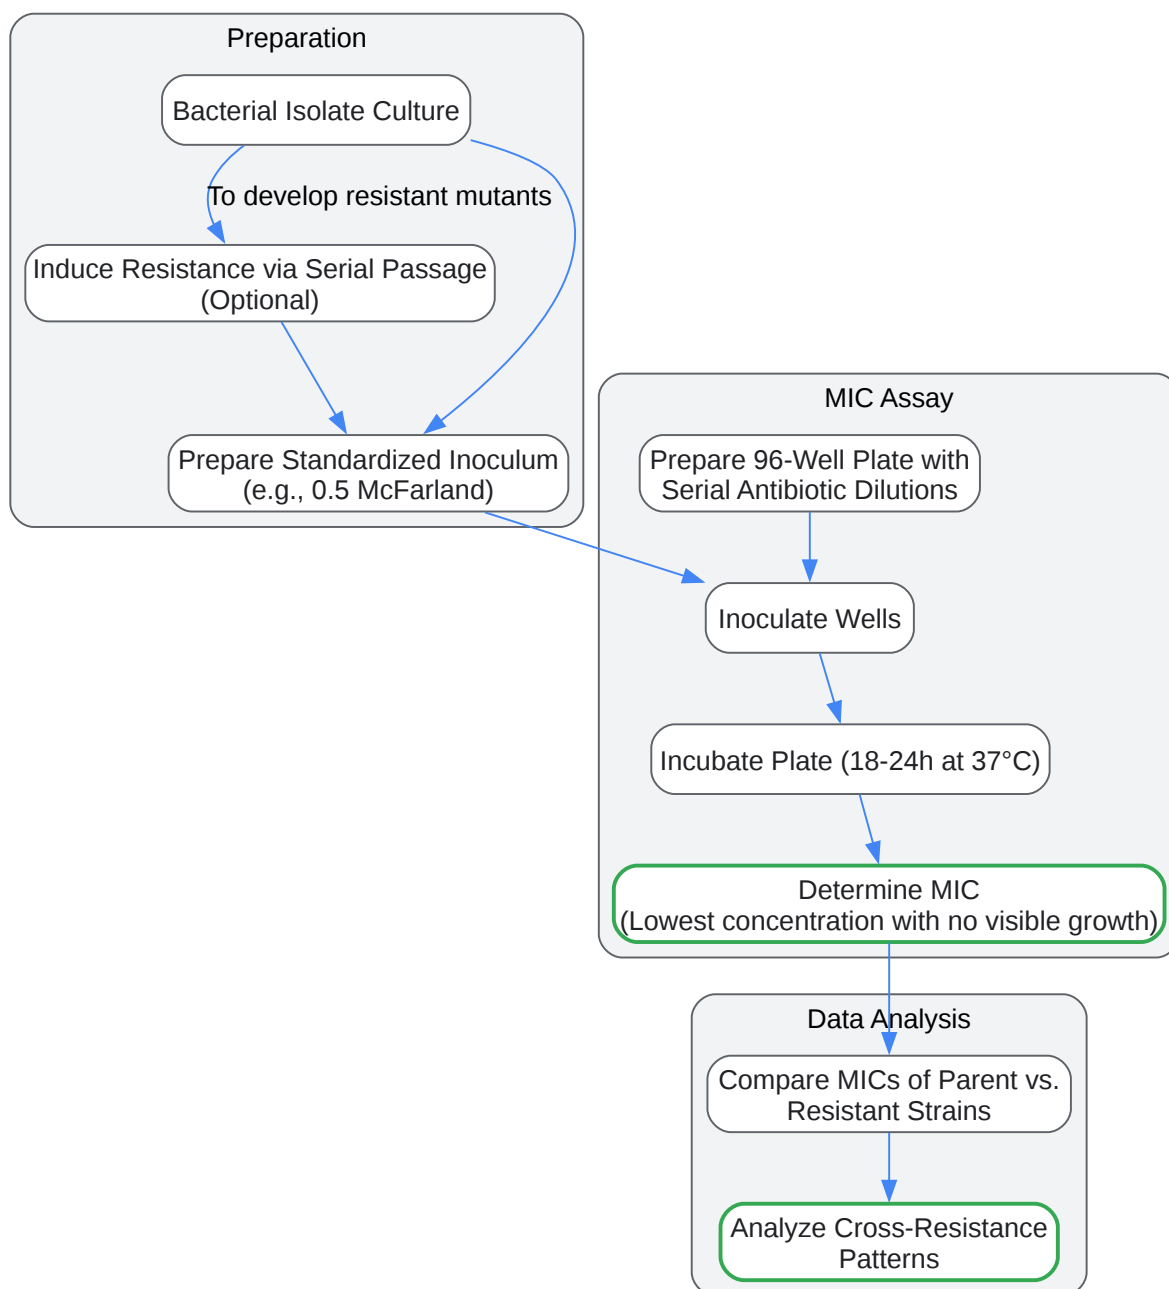 Preparation
Bacterial Isolate Culture
To develop resistant mutants
Induce Resistance via Serial Passage
(Optional)
Prepare Standardized Inoculum
(e.g., 0.5 McFarland)
MIC Assay
Prepare 96-Well Plate with
Serial Antibiotic Dilutions
Inoculate Wells
Incubate Plate (18-24h at 37°C)
Determine MIC
(Lowest concentration with no visible growth)
Data Analysis
Compare MICs of Parent vs.
Resistant Strains
Analyze Cross-Resistance
Patterns